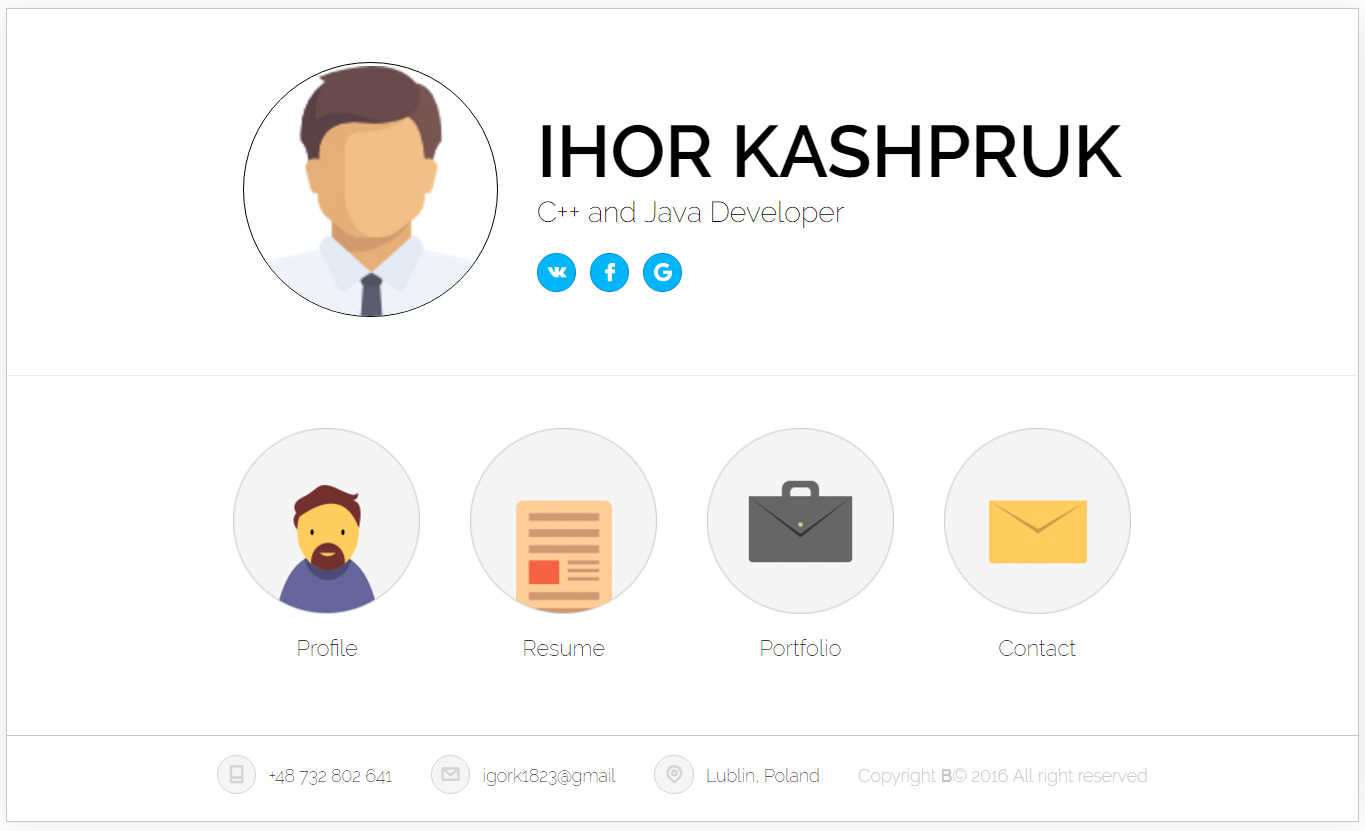 IHOR KASHPRUK
C++ and Java Developer
Profile
Resume
Portfolio
Contact
+48 732 802 641
igork1823@gmail
Lublin, Poland
Copyright B© 2016 All right reserved